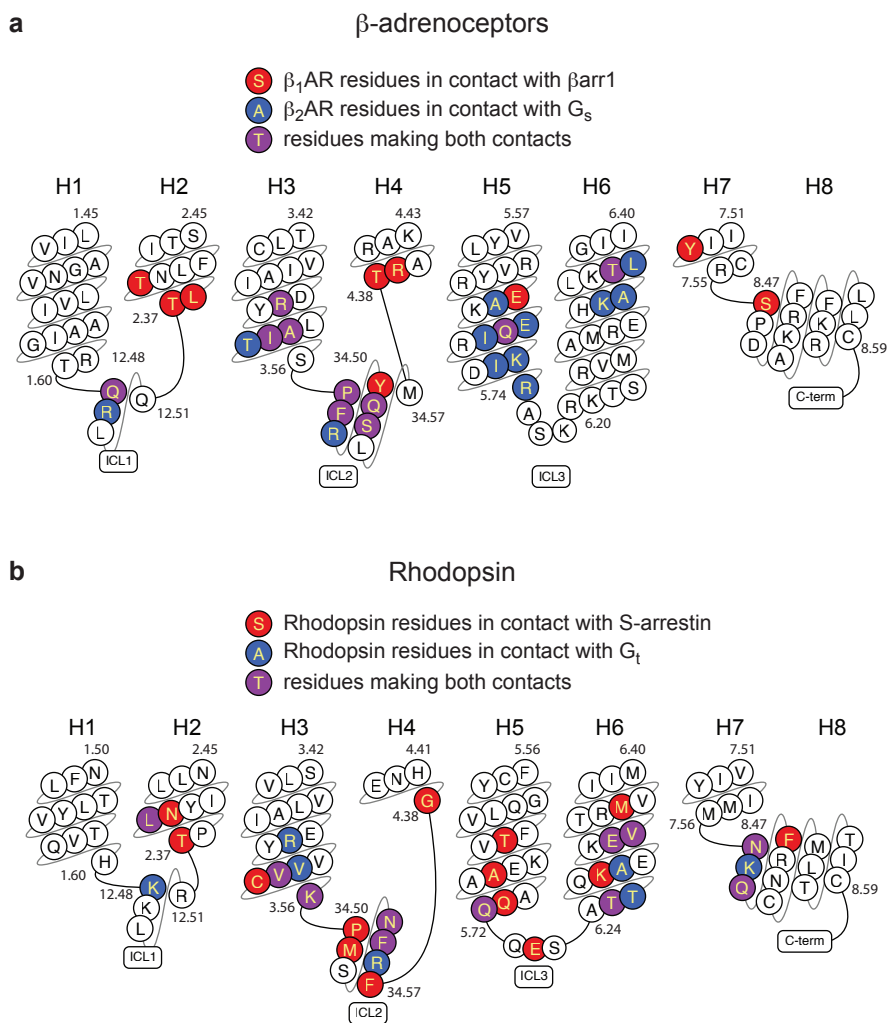 a
β-adrenoceptors
S β₁AR residues in contact with βarr1
A β₂AR residues in contact with Gₛ
T residues making both contacts
H1 H2 H3 H4 H5 H6 H7 H8
1.45 2.45 3.42 4.43 5.57 6.40 7.51
V I L I T S C L T R A K L Y V G I I Y I I
V N G A T N L F I A I V T R A R Y V R L K T L R C
4.38 7.55 8.47
I V L T L Y R D K A E H K A S F F L
2.37
G I A A T I A L R I Q E A M R E P R K L
T R S D I K R V M D A K R C
1.60 12.48 3.56 34.50 5.74 8.59
Q Q P Y M R R K T S
R F Q A 6.20 C-term
12.51 34.57
L R S S K
L
ICL1 ICL2 ICL3
b
Rhodopsin
S Rhodopsin residues in contact with S-arrestin
A Rhodopsin residues in contact with Gₜ
T residues making both contacts
H1 H2 H3 H4 H5 H6 H7 H8
1.50 2.45 3.42 4.41 5.56 6.40 7.51
L F N L L N V L S E N H Y C F I I M Y I V
V Y L T L N Y I I A L V G V L Q G T R M V M M I
4.38 7.56 8.47
Q V T T P Y R E V T F K E V N F M T
2.37
H C V V V A A E K Q K A E K R L I
1.60 12.48 K K Q Q A A T T Q N T C
3.56 34.50 5.72 6.24 C 8.59
K R P N Q E S
12.51
L M F ICL3 C-term
ICL1 S R
F 34.57
ICL2